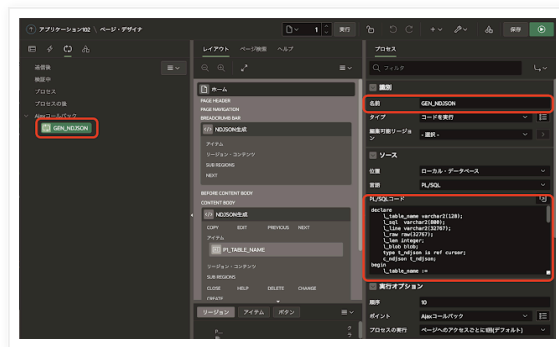 アプリケーション102 \ ページ・デザイナ
1
実行
保存
送信後
検証中
プロセス
プロセスの後
Ajaxコールバック
GEN_NDJSON
レイアウト ページ検索 ヘルプ
ホーム
PAGE HEADER
PAGE NAVIGATION
BREADCRUMB BAR
NDJSON生成
アイテム
リージョン・コンテンツ
SUB REGIONS
NEXT
BEFORE CONTENT BODY
CONTENT BODY
NDJSON生成
COPY EDIT PREVIOUS NEXT
アイテム
P1_TABLE_NAME
リージョン・コンテンツ
SUB REGIONS
CLOSE HELP DELETE CHANGE
CREATE
リージョン アイテム ボタン
プロセス
フィルタ
識別
名前 GEN_NDJSON
タイプ コードを実行
編集可能リージョン - 選択 -
ソース
位置 ローカル・データベース
言語 PL/SQL
PL/SQLコード
declare
l_table_name varchar2(128);
l_sql varchar2(800);
l_line varchar2(32767);
l_raw raw(32767);
l_len integer;
l_blob blob;
type t_ndjson is ref cursor;
c_ndjson t_ndjson;
begin
l_table_name :=
実行オプション
順序 10
ポイント Ajaxコールバック
プロセスの実行 ページへのアクセスごとに1回(デフォルト)